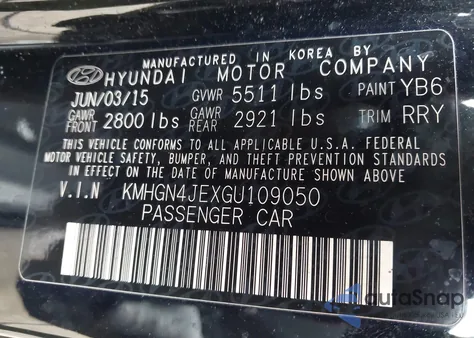 MANUFACTURED IN KOREA BY
HYUNDAI MOTOR COMPANY
JUN/03/15 GVWR 5511 lbs PAINT YB6
GAWR FRONT 2800 lbs GAWR REAR 2921 lbs TRIM RRY
THIS VEHICLE CONFORMS TO ALL APPLICABLE U.S.A. FEDERAL
MOTOR VEHICLE SAFETY, BUMPER, AND THEFT PREVENTION STANDARDS
IN EFFECT ON THE DATE OF MANUFACTURE SHOWN ABOVE.
V.I.N KMHGN4JEXGU109050
PASSENGER CAR
autoSnap